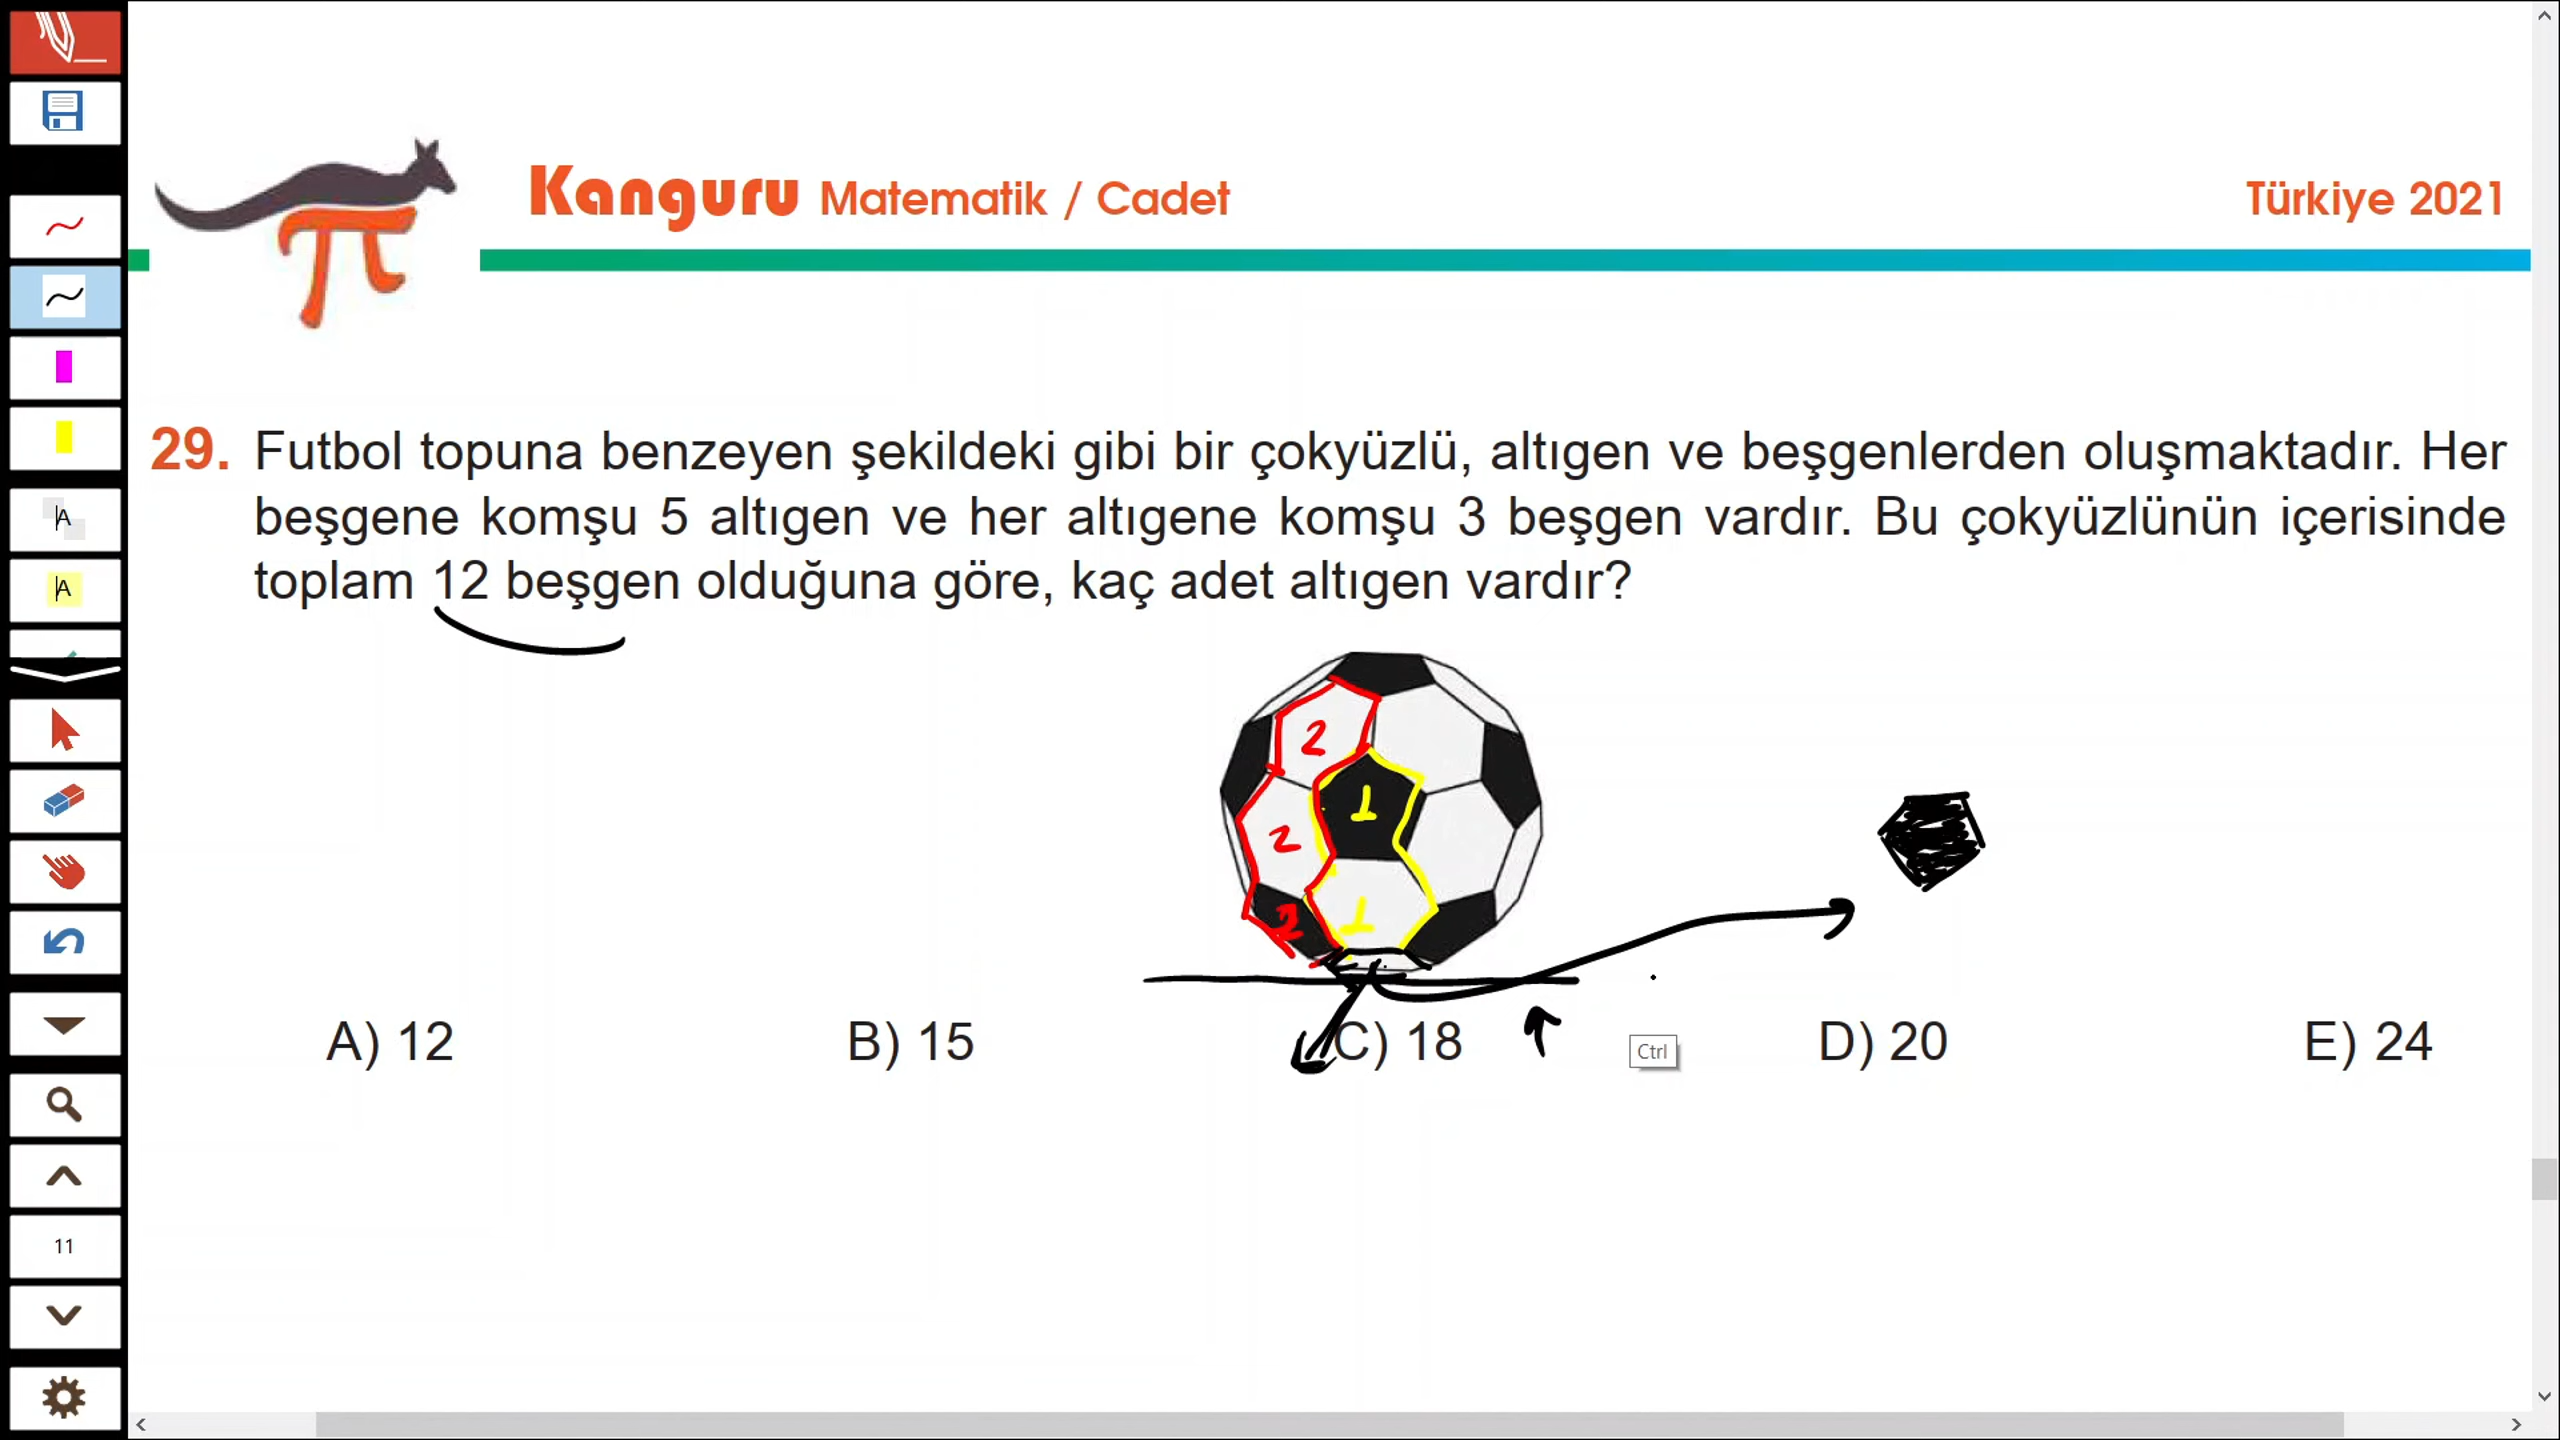 Kanguru Matematik / Cadet
Türkiye 2021
29. Futbol topuna benzeyen şekildeki gibi bir çokyüzlü, altıgen ve beşgenlerden oluşmaktadır. Her
beşgene komşu 5 altıgen ve her altıgene komşu 3 beşgen vardır. Bu çokyüzlünün içerisinde
toplam 12 beşgen olduğuna göre, kaç adet altıgen vardır?
2
1
2
2
1
A) 12 B) 15 C) 18 D) 20 E) 24
Ctrl
A
A
11